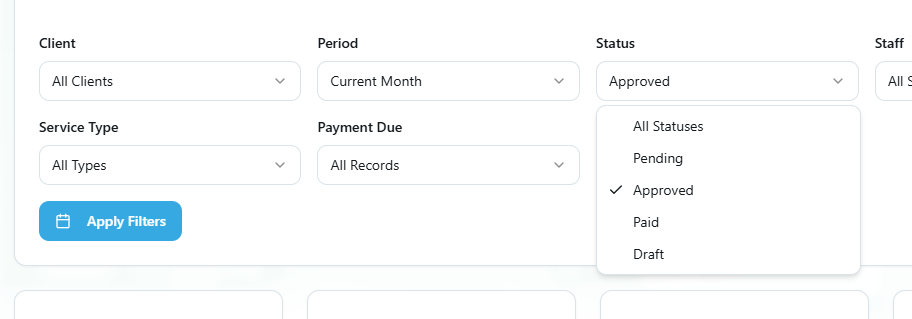 Client
Period
Status
Staff
All Clients
Current Month
Approved
All
Service Type
Payment Due
All Types
All Records
All Statuses
Pending
Approved
Paid
Draft
Apply Filters